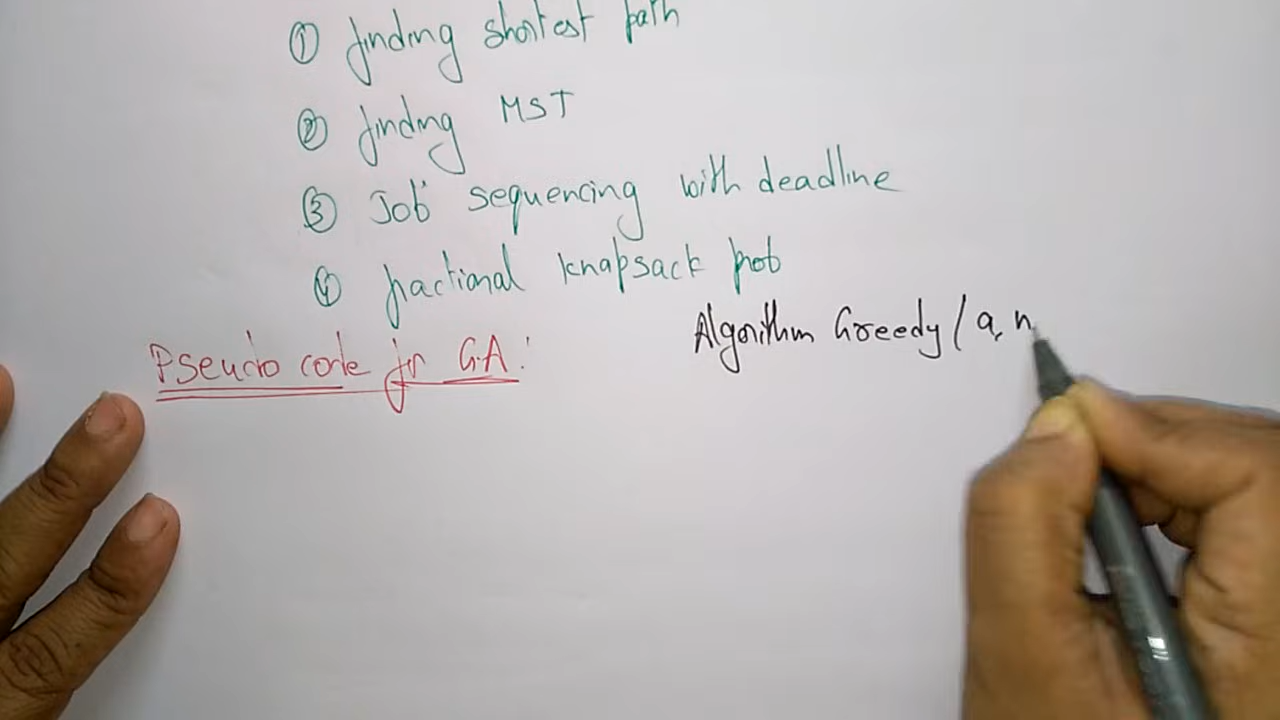 ① finding shortest path
② finding MST
③ Job sequencing with deadline
④ fractional knapsack prob
Pseudo code for G.A:
Algorithm Greedy ( a, n